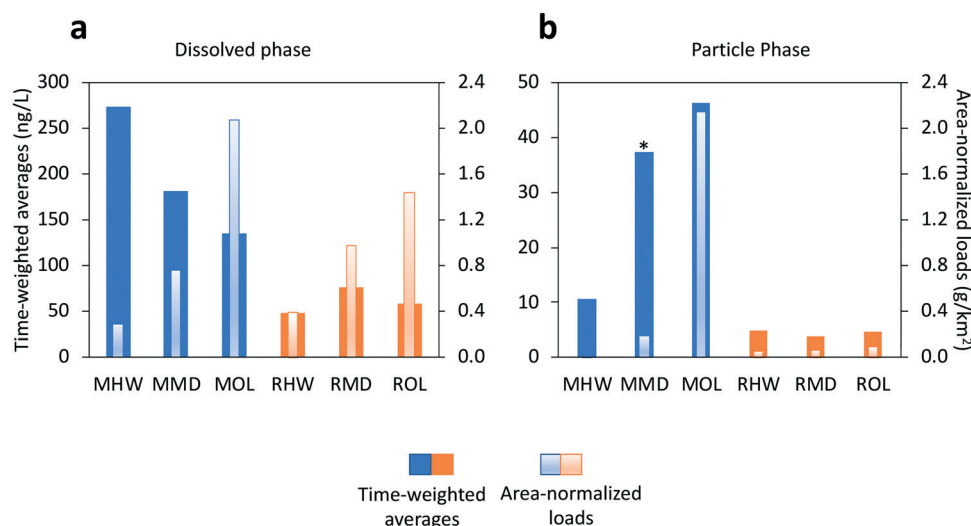 a
Dissolved phase
Time-weighted averages (ng/L)
300
250
200
150
100
50
0
2.4
2.0
1.6
1.2
0.8
0.4
0.0
MHW MMD MOL RHW RMD ROL
b
Particle Phase
50
40
30
20
10
0
*
2.4
2.0
1.6
1.2
0.8
0.4
0.0
Area-normalized loads (g/km²)
MHW MMD MOL RHW RMD ROL
Time-weighted
averages
Area-normalized
loads